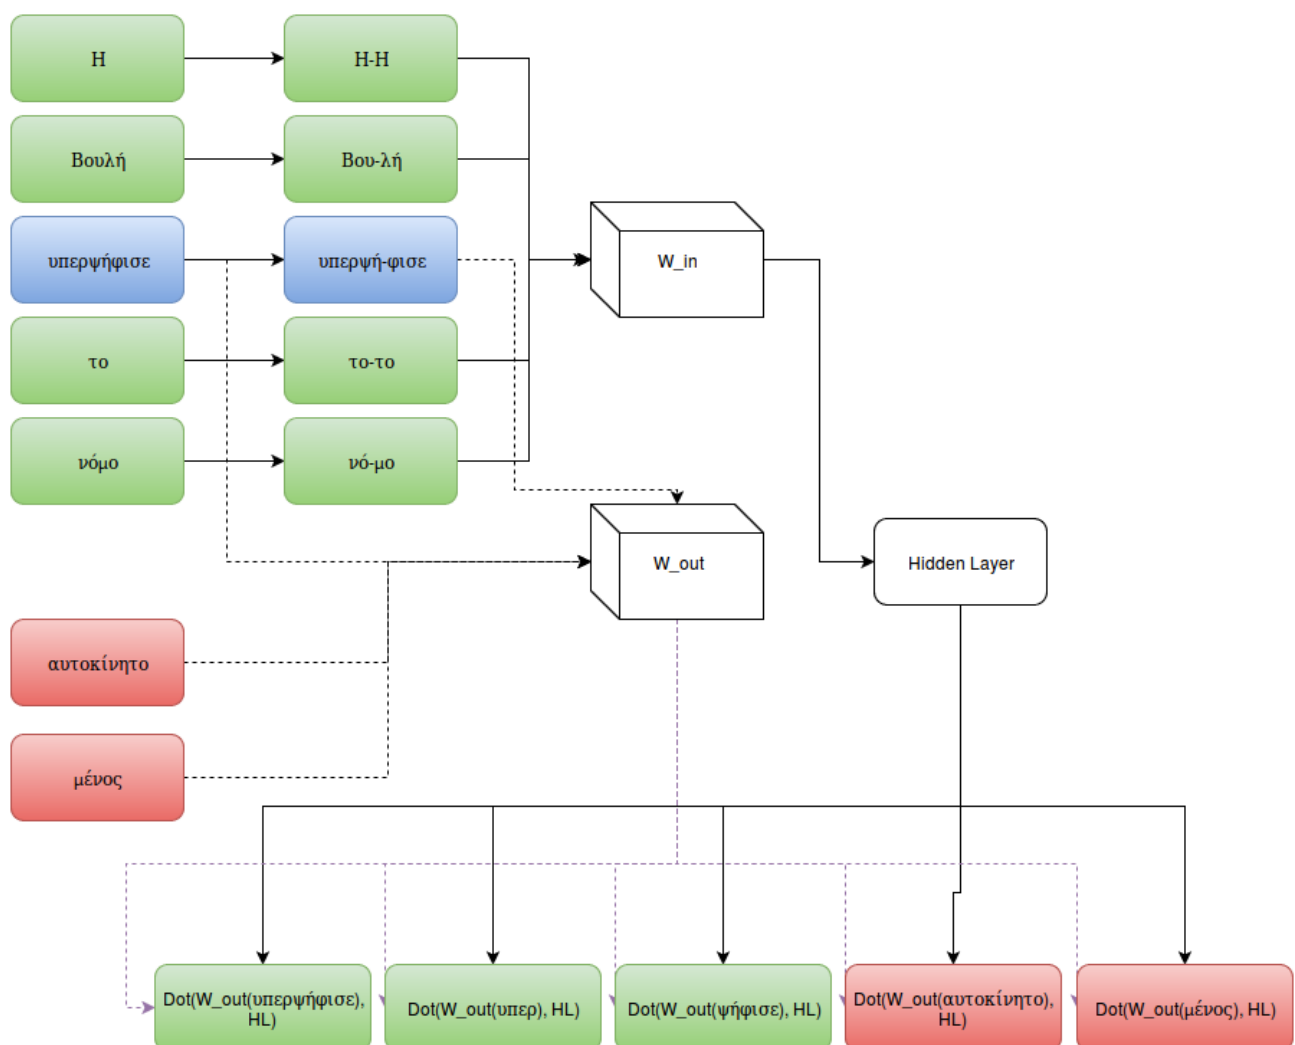 Η
Η-Η
Βουλή
Βου-λή
υπερψήφισε
υπερψή-φισε
W_in
το
το-το
νόμο
νό-μο
W_out
Hidden Layer
αυτοκίνητο
μένος
Dot(W_out(υπερψήφισε),
HL)
Dot(W_out(υπερ), HL)
Dot(W_out(ψήφισε), HL)
Dot(W_out(αυτοκίνητο),
HL)
Dot(W_out(μένος), HL)